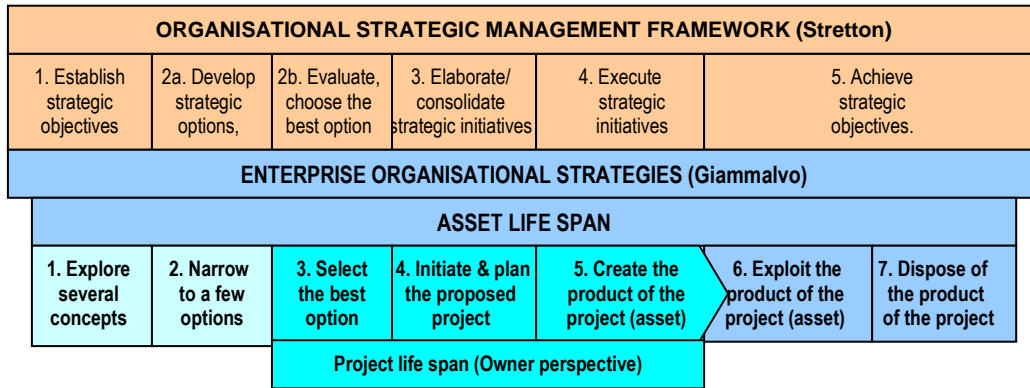 ORGANISATIONAL STRATEGIC MANAGEMENT FRAMEWORK (Stretton)
1. Establish
strategic
objectives
2a. Develop
strategic
options,
2b. Evaluate,
choose the
best option
3. Elaborate/
consolidate
strategic initiatives
4. Execute
strategic
initiatives
5. Achieve
strategic
objectives.
ENTERPRISE ORGANISATIONAL STRATEGIES (Giammalvo)
ASSET LIFE SPAN
1. Explore
several
concepts
2. Narrow
to a few
options
3. Select
the best
option
4. Initiate & plan
the proposed
project
5. Create the
product of the
project (asset)
6. Exploit the
product of the
project (asset)
7. Dispose of
the product
of the project
Project life span (Owner perspective)